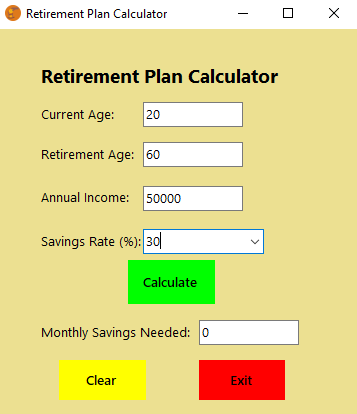 Retirement Plan Calculator
Retirement Plan Calculator
Current Age: 20
Retirement Age: 60
Annual Income: 50000
Savings Rate (%): 30
Calculate
Monthly Savings Needed: 0
Clear Exit